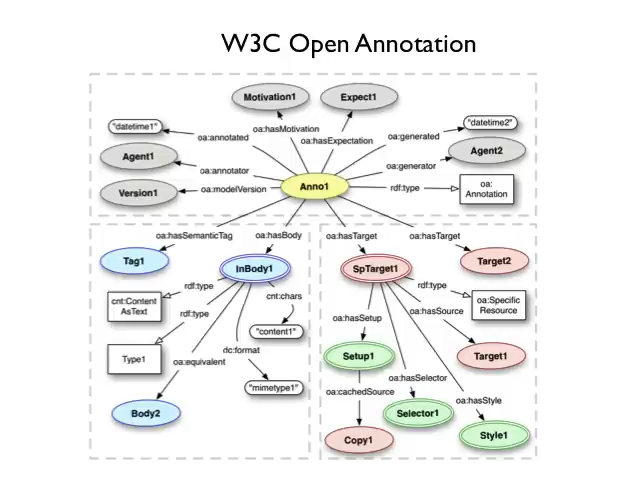 W3C Open Annotation
Motivation1
Expect1
"datetime1"
oa:annotated
oa:hasMotivation
oa:hasExpectation
oa:generated
"datetime2"
Agent1
oa:annotator
oa:generator
Agent2
Version1
oa:modelVersion
Anno1
rdf:type
oa:
Annotation
oa:hasSemanticTag
oa:hasBody
oa:hasTarget
oa:hasTarget
Tag1
InBody1
SpTarget1
Target2
rdf:type
cnt:chars
rdf:type
cnt:Content
AsText
rdf:type
oa:hasSource
oa:Specific
Resource
oa:hasSetup
"content1"
Type1
oa:equivalent
dc:format
Setup1
Target1
oa:hasSelector
"mimetype1"
oa:cachedSource
oa:hasStyle
Body2
Selector1
Copy1
Style1